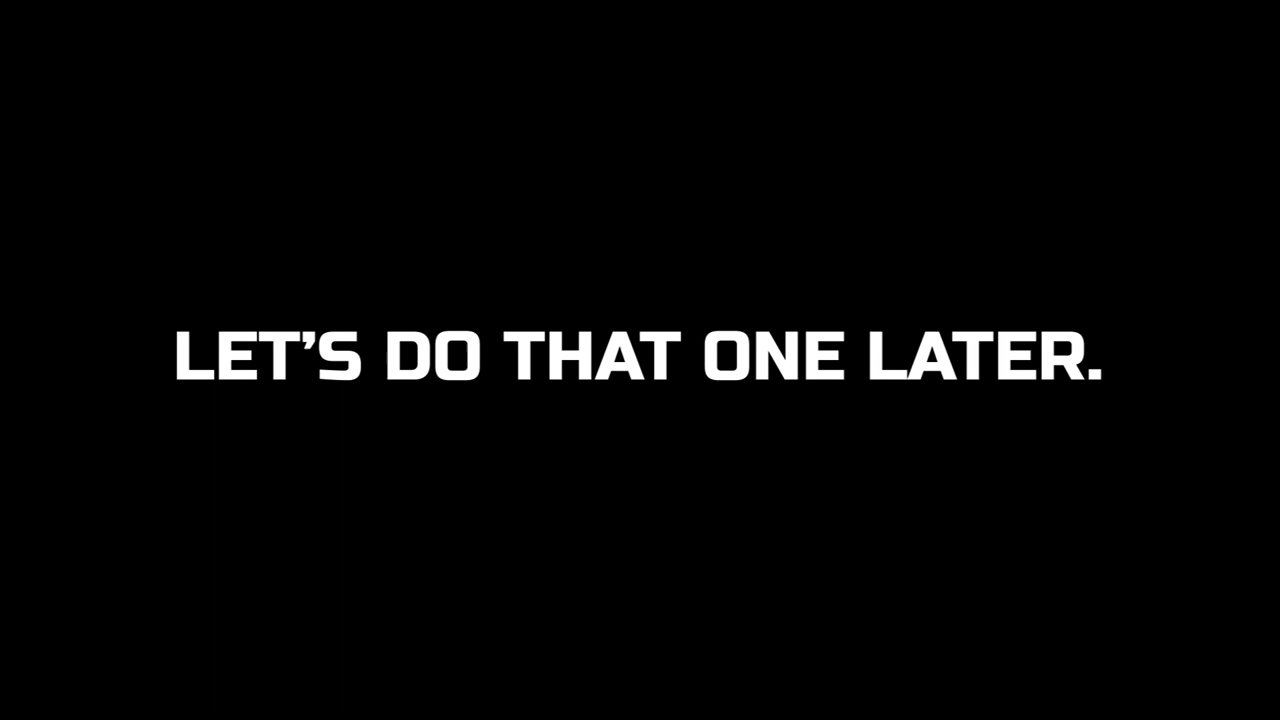 LET’S DO THAT ONE LATER.